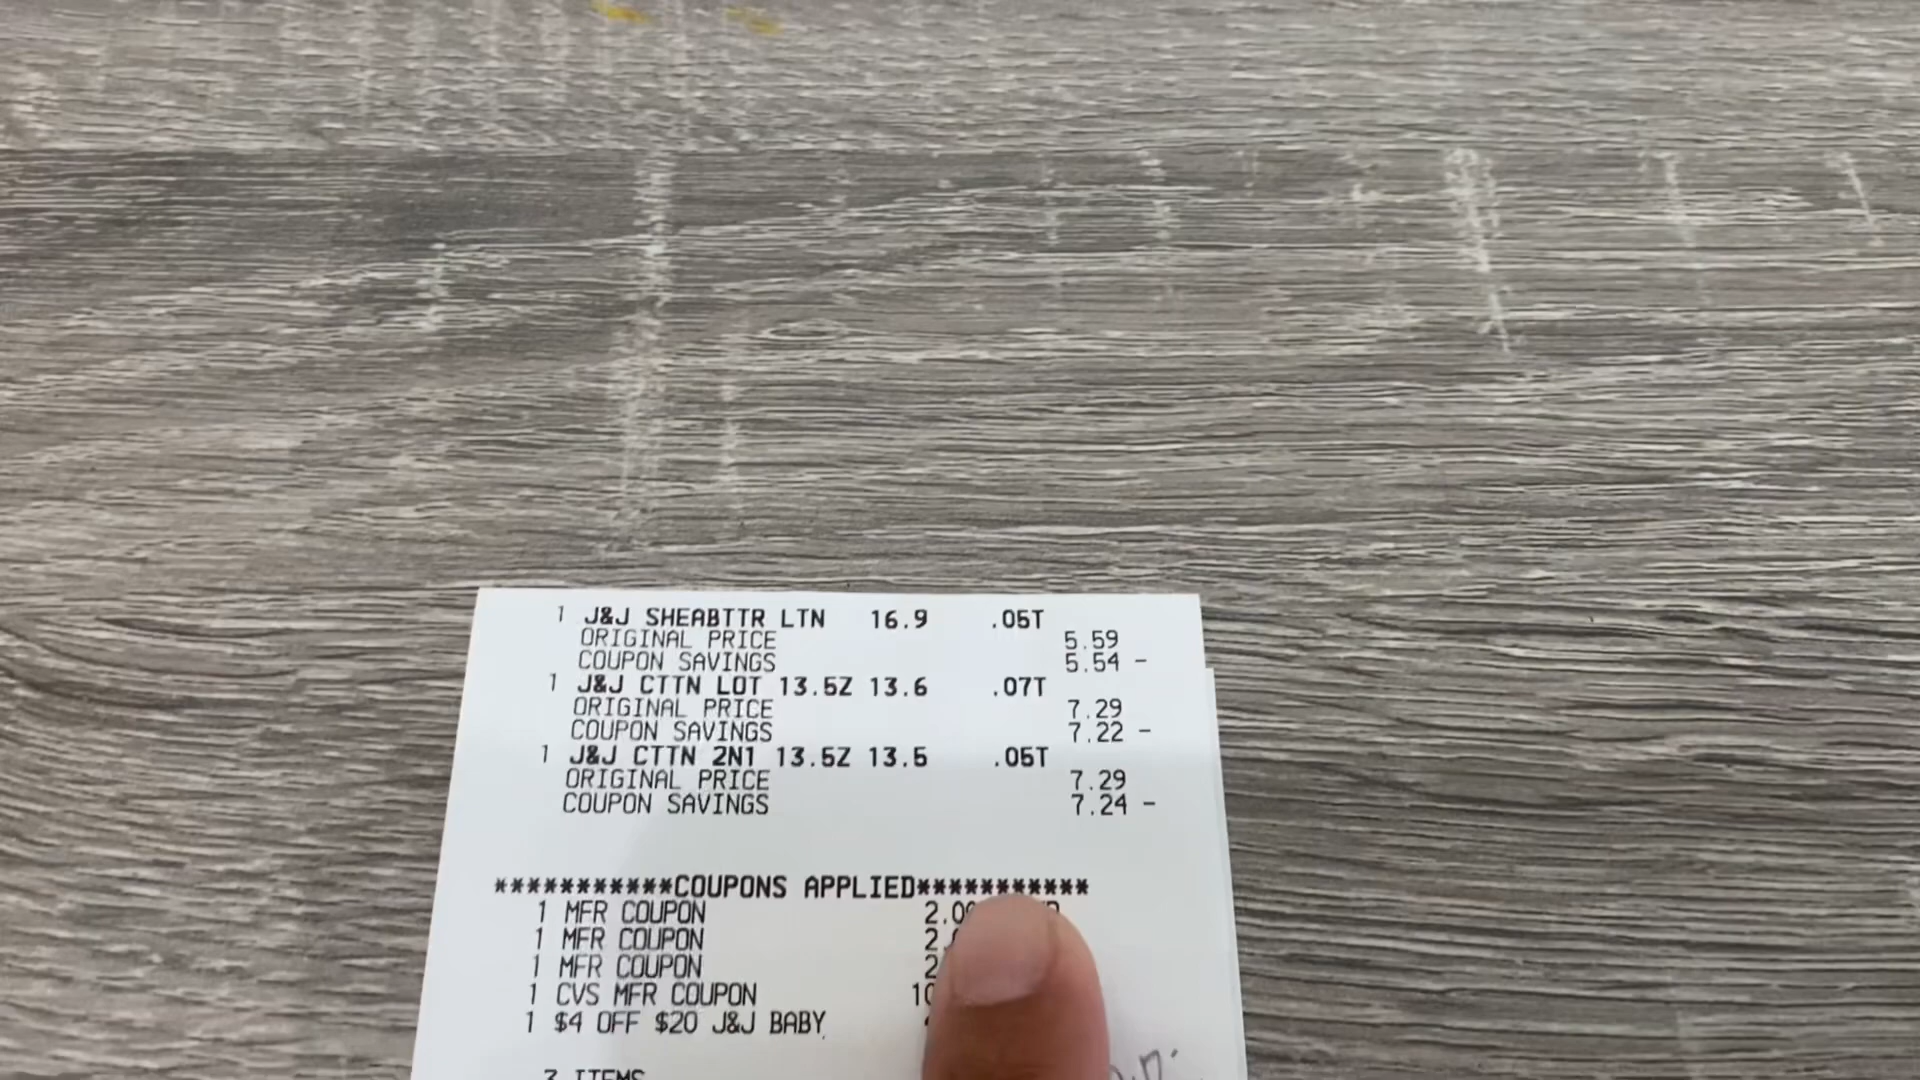 1 J&J SHEABTTR LTN 16.9 .05T
ORIGINAL PRICE 5.59
COUPON SAVINGS 5.54 -
1 J&J CTTN LOT 13.5Z 13.6 .07T
ORIGINAL PRICE 7.29
COUPON SAVINGS 7.22 -
1 J&J CTTN 2N1 13.5Z 13.5 .05T
ORIGINAL PRICE 7.29
COUPON SAVINGS 7.24 -
***********COUPONS APPLIED***********
1 MFR COUPON
1 MFR COUPON
1 MFR COUPON
1 CVS MFR COUPON
1 $4 OFF $20 J&J BABY
3 ITEMS